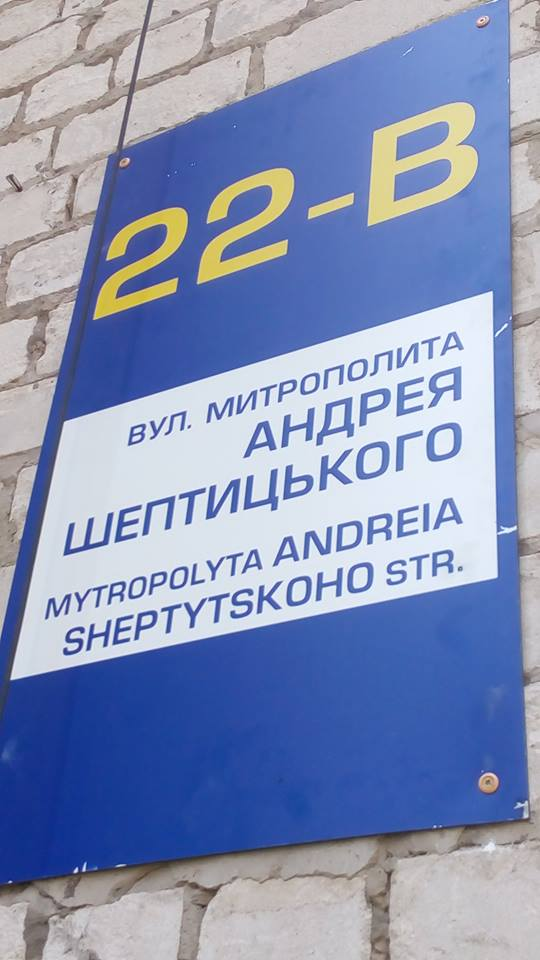 22-В
ВУЛ. МИТРОПОЛИТА
АНДРЕЯ
ШЕПТИЦЬКОГО
MYTROPOLYTA ANDREIA
SHEPTYTSKOHO STR.